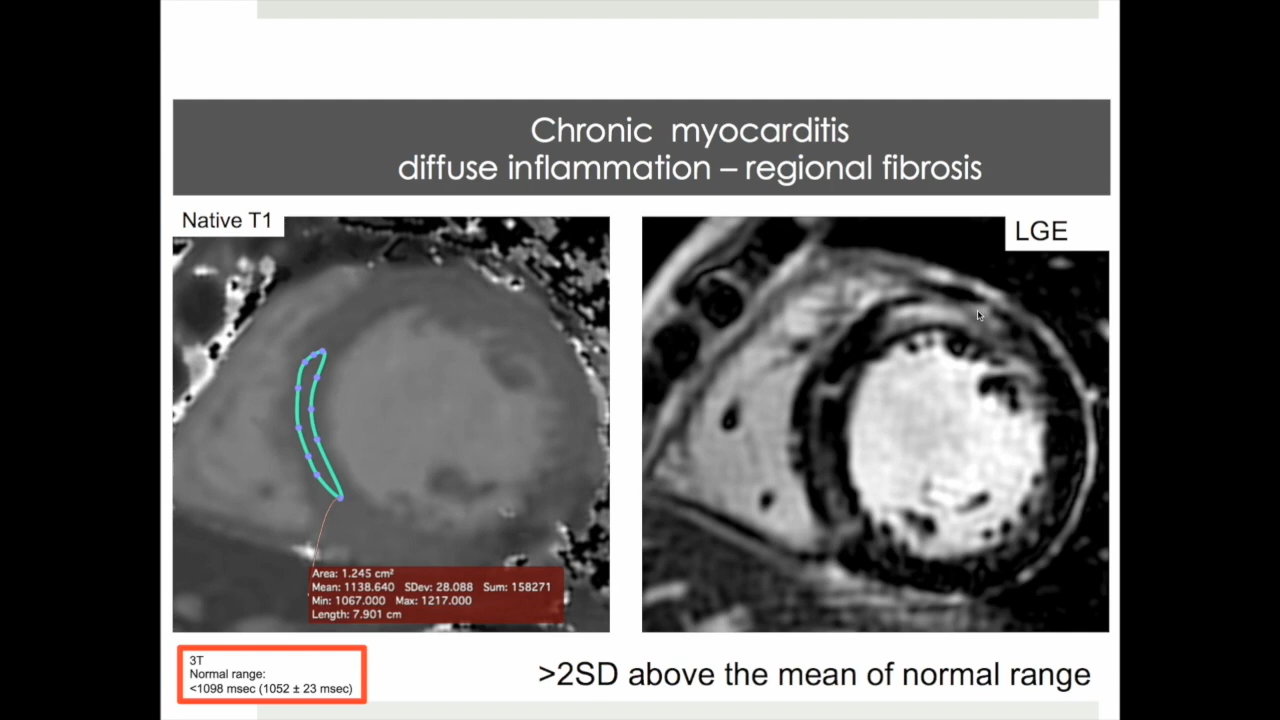 Chronic myocarditis
diffuse inflammation – regional fibrosis
Native T1
LGE
Area: 1.245 cm²
Mean: 1138.640 SDev: 28.088 Sum: 158271
Min: 1067.000 Max: 1217.000
Length: 7.901 cm
3T
Normal range:
<1098 msec (1052 ± 23 msec)
>2SD above the mean of normal range